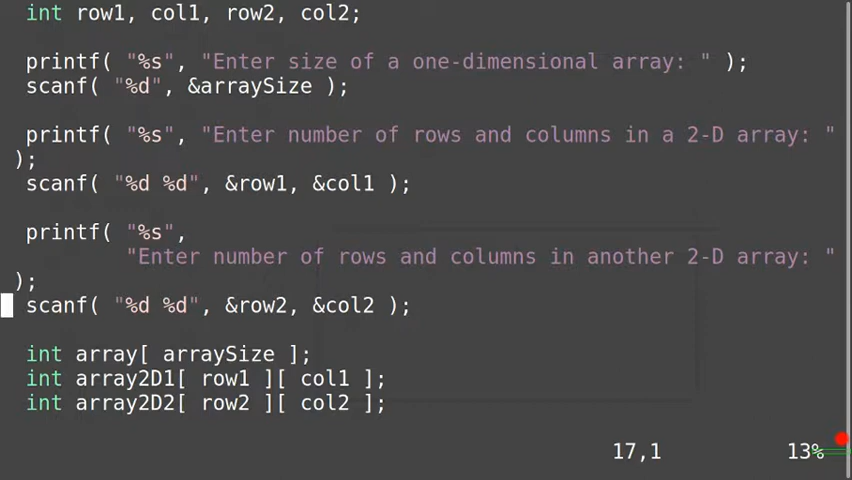 int row1, col1, row2, col2;
printf( "%s", "Enter size of a one-dimensional array: " );
scanf( "%d", &arraySize );
printf( "%s", "Enter number of rows and columns in a 2-D array: "
);
scanf( "%d %d", &row1, &col1 );
printf( "%s",
"Enter number of rows and columns in another 2-D array: "
);
scanf( "%d %d", &row2, &col2 );
int array[ arraySize ];
int array2D1[ row1 ][ col1 ];
int array2D2[ row2 ][ col2 ];
17,1 13%